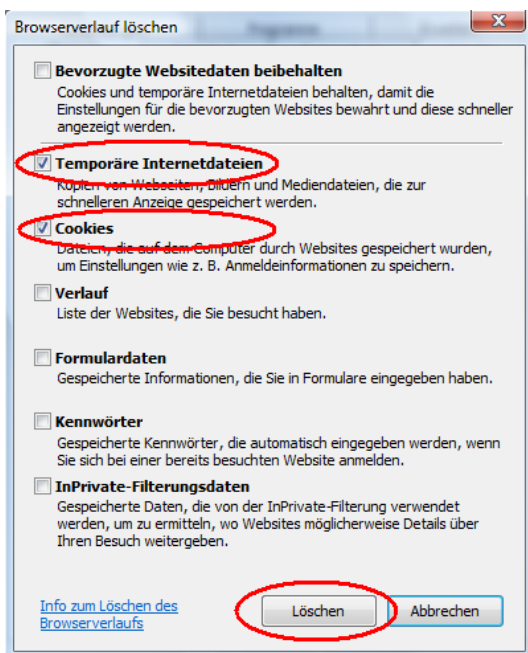 Browserverlauf löschen
Programme
Bevorzugte Websitedaten beibehalten
Cookies und temporäre Internetdateien behalten, damit die
Einstellungen für die bevorzugten Websites bewahrt und diese schneller
angezeigt werden.
Temporäre Internetdateien
Kopien von Webseiten, Bildern und Mediendateien, die zur
schnelleren Anzeige gespeichert werden.
Cookies
Dateien, die auf dem Computer durch Websites gespeichert wurden,
um Einstellungen wie z. B. Anmeldeinformationen zu speichern.
Verlauf
Liste der Websites, die Sie besucht haben.
Formulardaten
Gespeicherte Informationen, die Sie in Formulare eingegeben haben.
Kennwörter
Gespeicherte Kennwörter, die automatisch eingegeben werden, wenn
Sie sich bei einer bereits besuchten Website anmelden.
InPrivate-Filterungsdaten
Gespeicherte Daten, die von der InPrivate-Filterung verwendet
werden, um zu ermitteln, wo Websites möglicherweise Details über
Ihren Besuch weitergeben.
Info zum Löschen des
Browserverlaufs
Löschen
Abbrechen